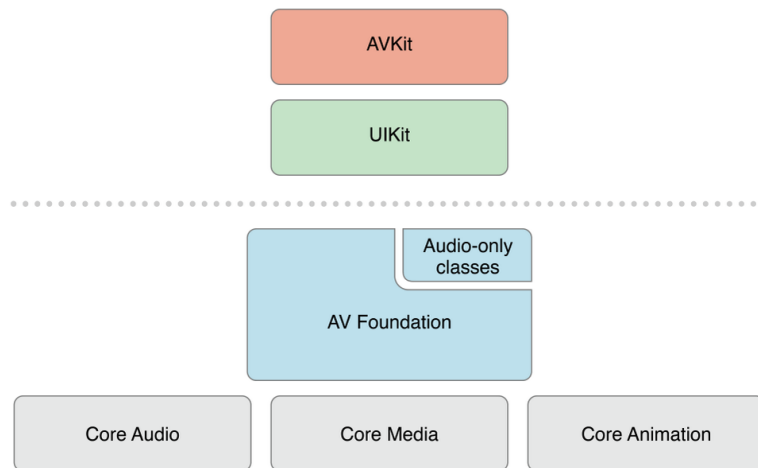 AVKit
UIKit
Audio-only
classes
AV Foundation
Core Audio
Core Media
Core Animation